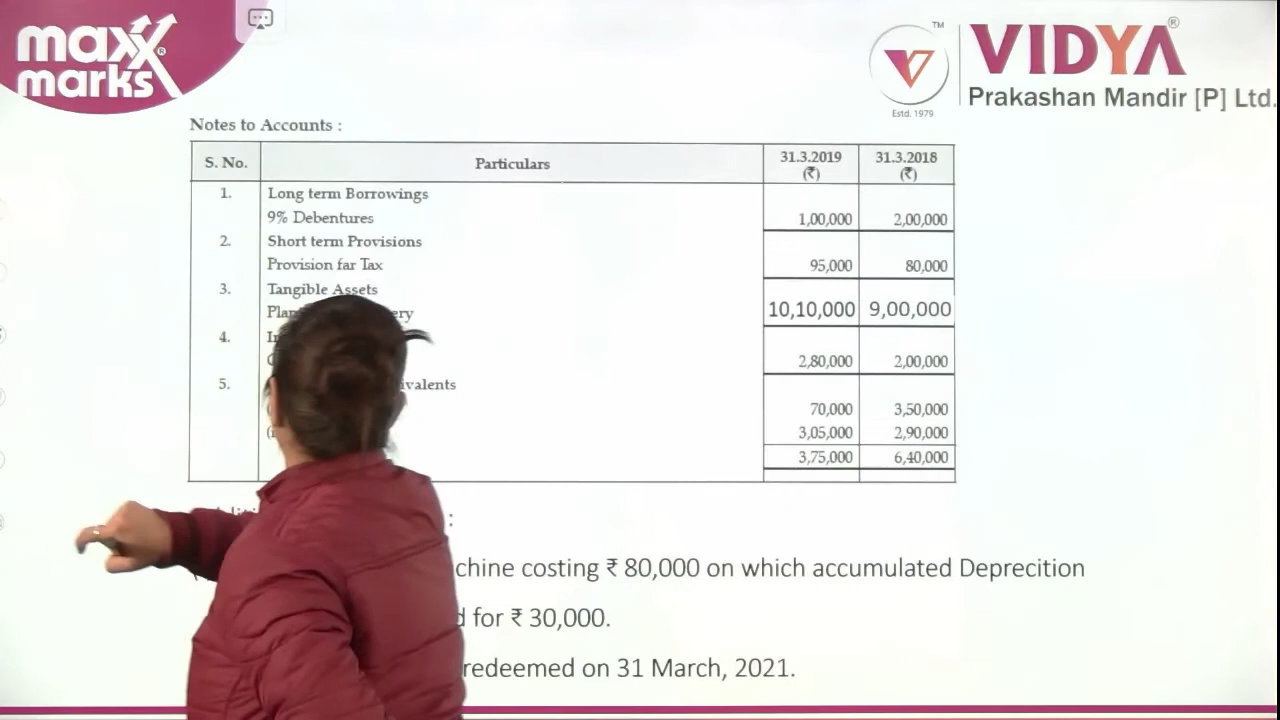 maxx
marks
TM
VIDYA
Prakashan Mandir [P] Ltd.
Estd. 1979
Notes to Accounts :
S. No. Particulars 31.3.2019 (₹) 31.3.2018 (₹)
1. Long term Borrowings
9% Debentures 1,00,000 2,00,000
2. Short term Provisions
Provision far Tax 95,000 80,000
3. Tangible Assets
10,10,000 9,00,000
4.
2,80,000 2,00,000
5.
70,000 3,50,000
3,05,000 2,90,000
3,75,000 6,40,000
:
costing ₹ 80,000 on which accumulated Deprecition
for ₹ 30,000.
redeemed on 31 March, 2021.